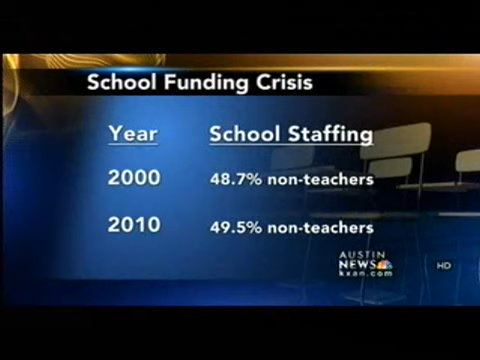 School Funding Crisis
Year School Staffing
2000 48.7% non-teachers
2010 49.5% non-teachers
AUSTIN
NEWS
kxan.com
HD